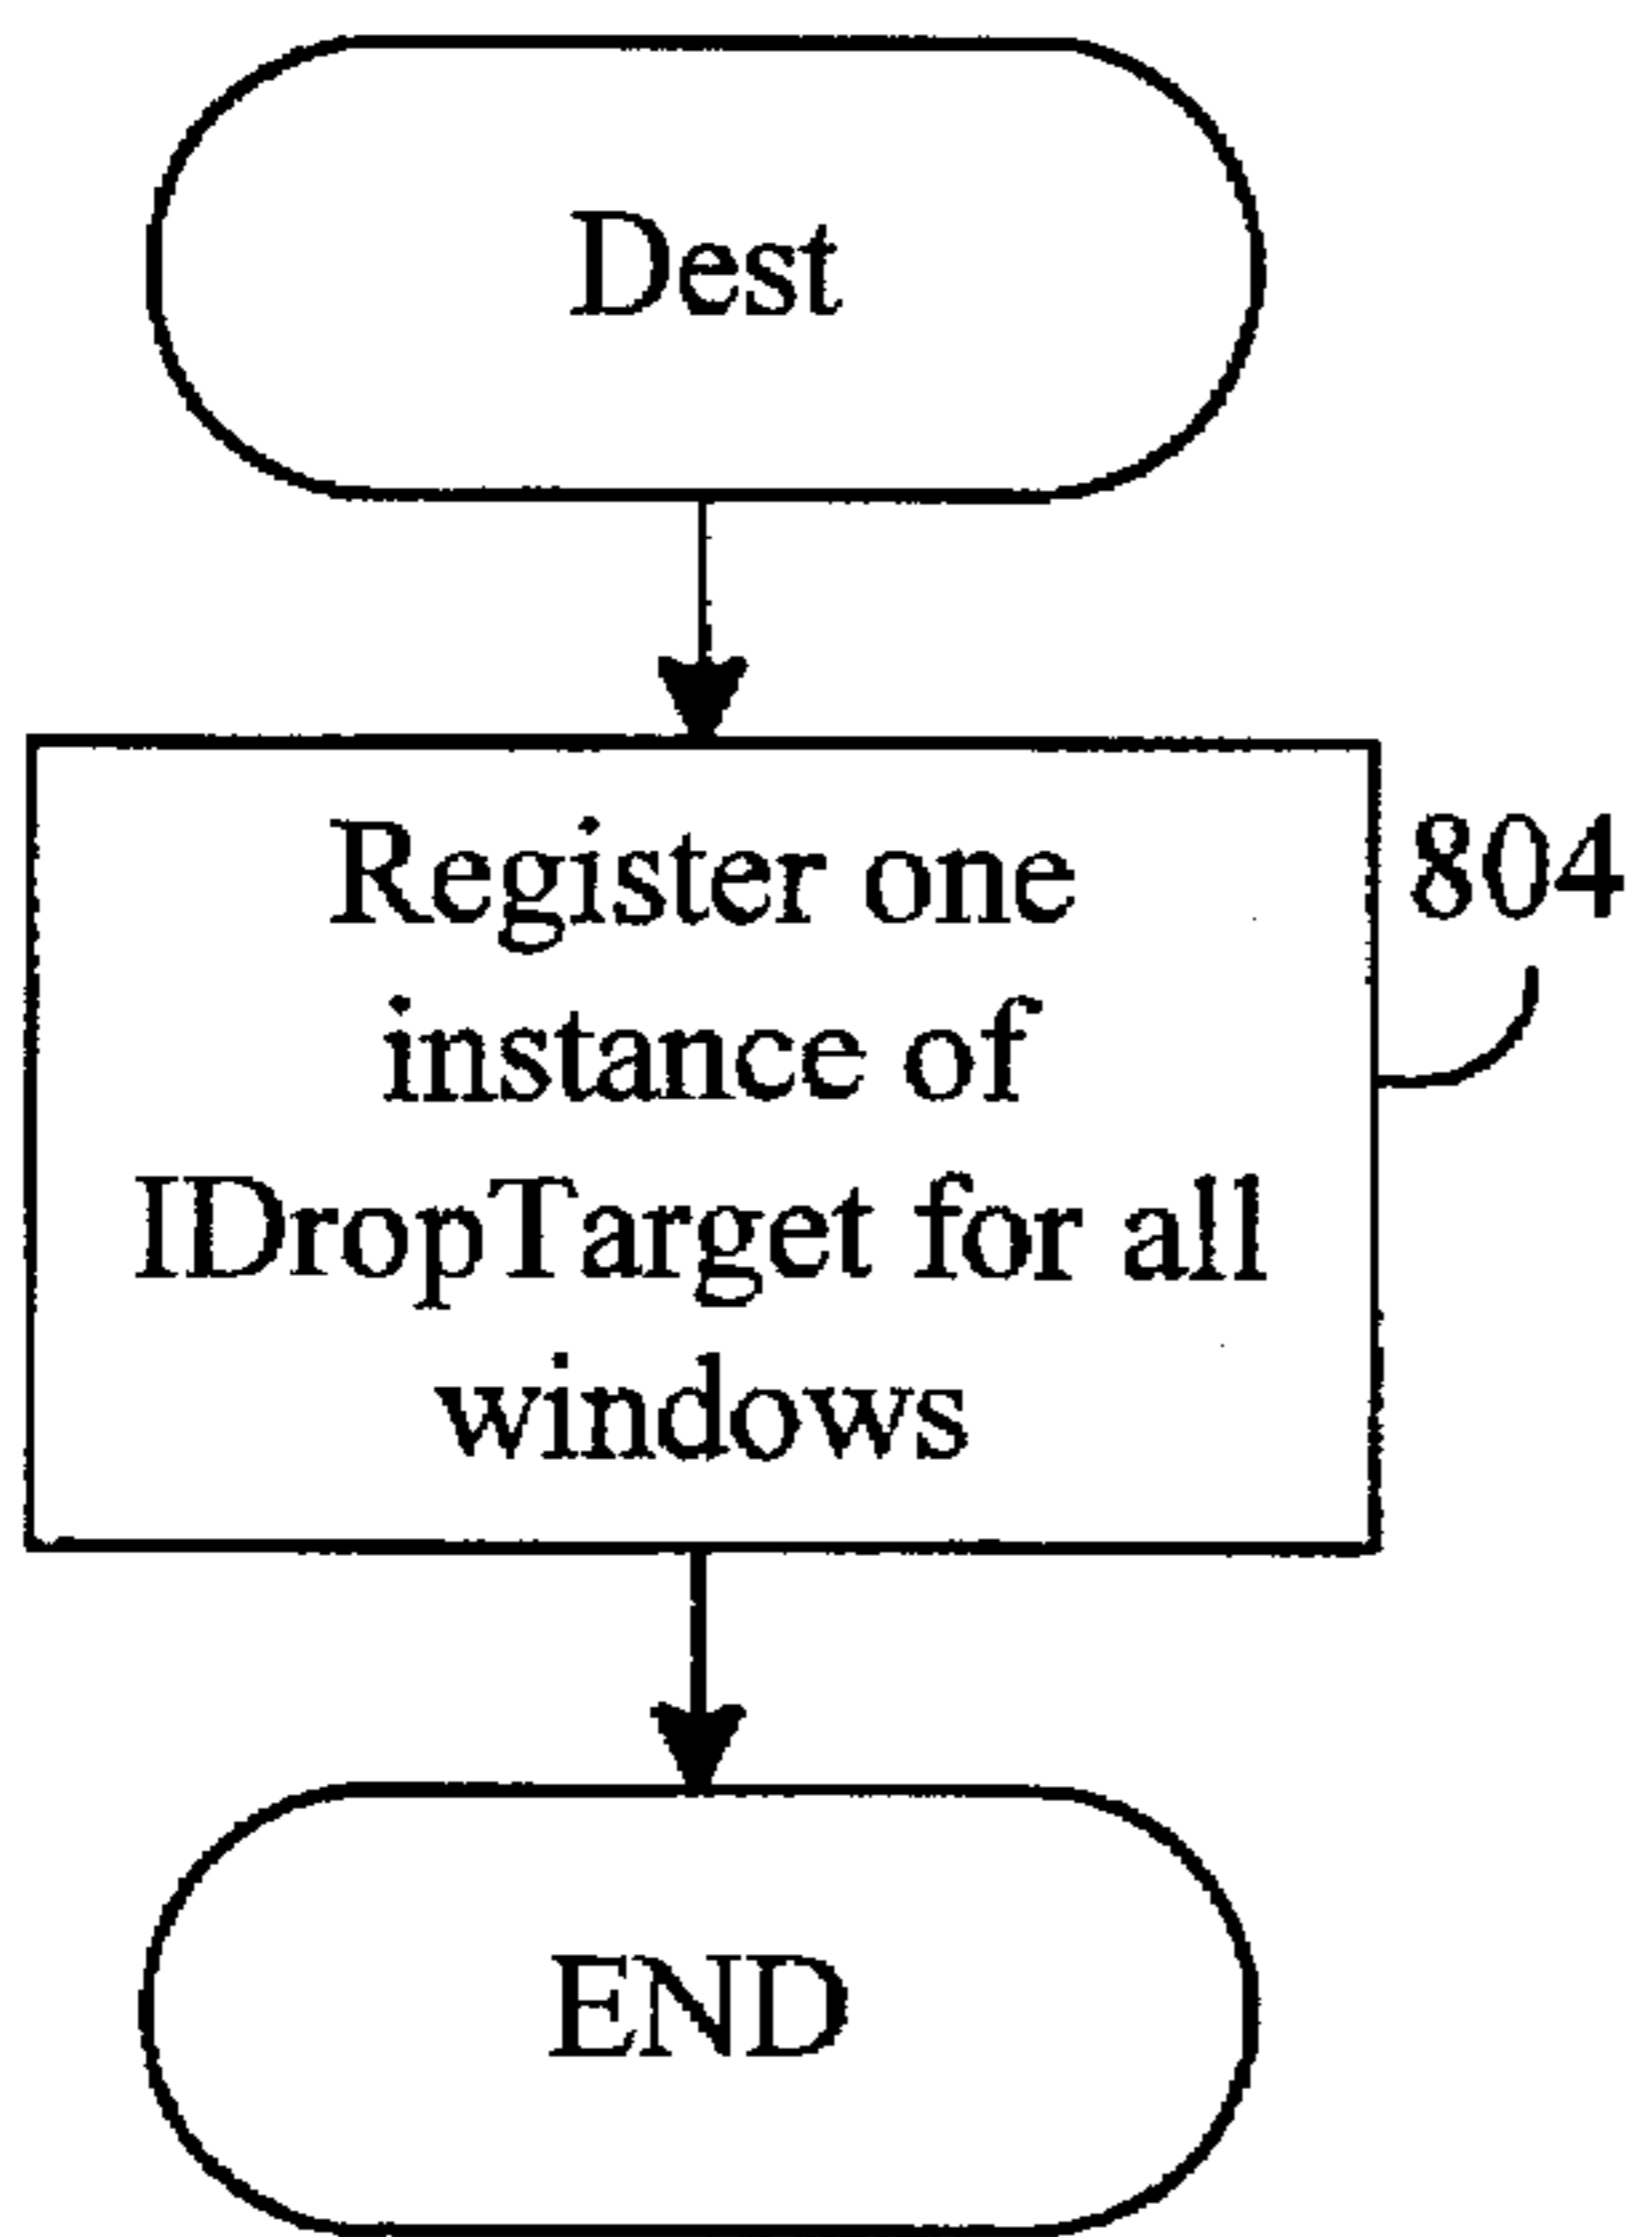 Dest
Register one
804
instance of
IDropTarget for all
windows
END